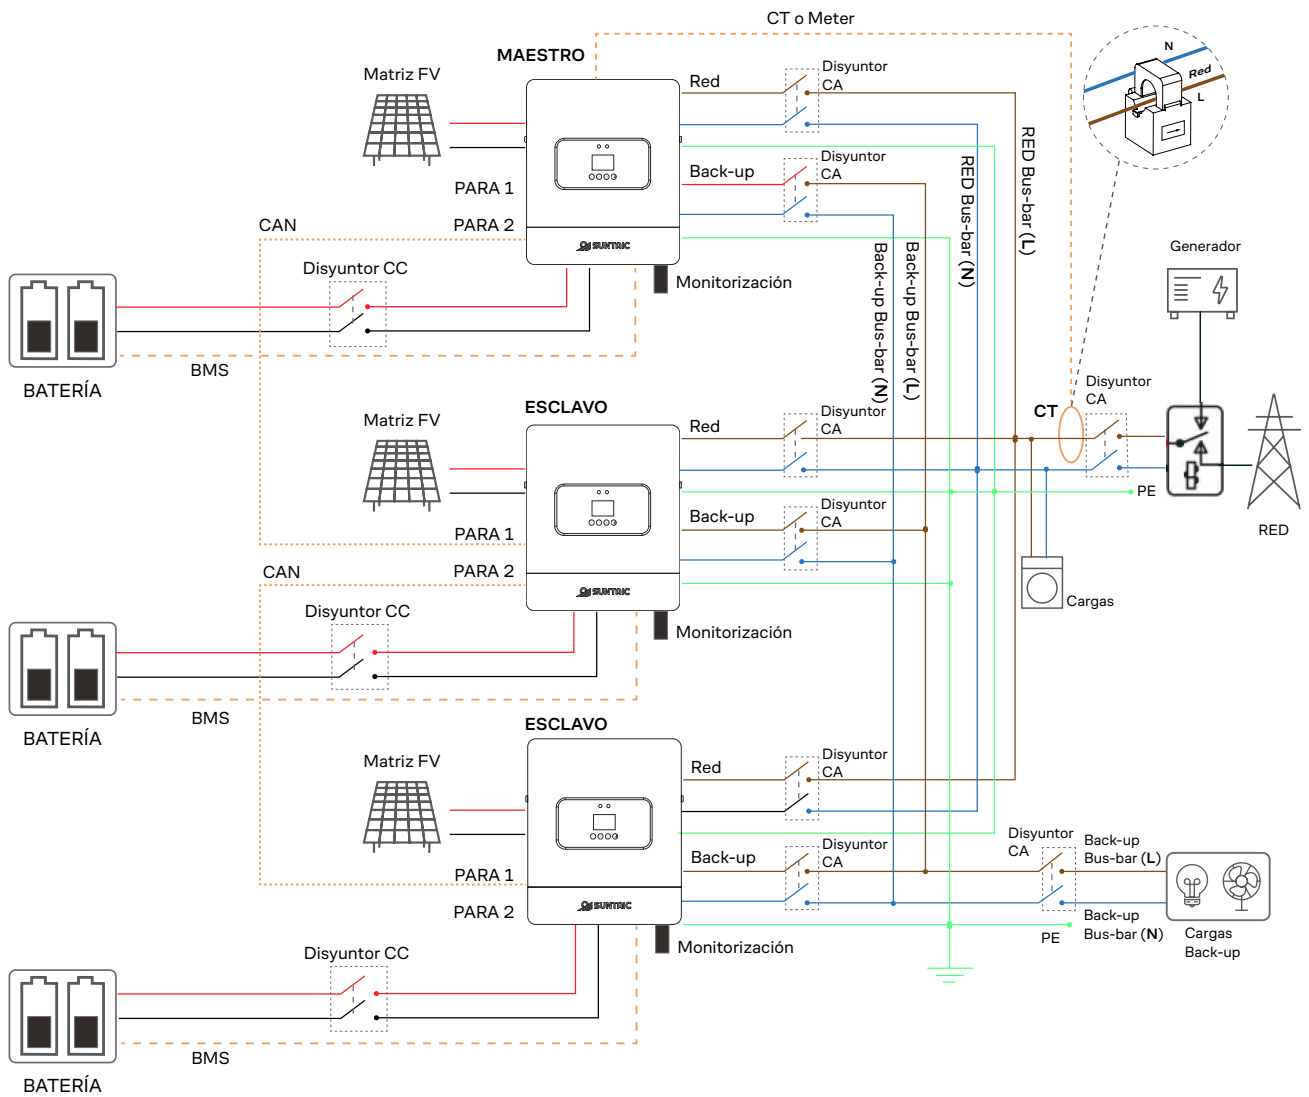 CT o Meter
N
Red
L
MAESTRO
Matriz FV
Red
Disyuntor
CA
PARA 1
Back-up
Disyuntor
CA
PARA 2
CAN
SUNTRIC
Monitorización
Disyuntor CC
BATERÍA
BMS
RED Bus-bar (L)
RED Bus-bar (N)
Back-up Bus-bar (L)
Back-up Bus-bar (N)
Generador
Disyuntor
CA
CT
PE
RED
Cargas
ESCLAVO
Matriz FV
Red
Disyuntor
CA
Back-up
Disyuntor
CA
PARA 1
PARA 2
CAN
SUNTRIC
Monitorización
Disyuntor CC
BATERÍA
BMS
ESCLAVO
Matriz FV
Red
Disyuntor
CA
Back-up
Disyuntor
CA
PARA 1
PARA 2
SUNTRIC
Monitorización
Disyuntor CC
BATERÍA
BMS
Disyuntor
CA
Back-up
Bus-bar (L)
Back-up
Bus-bar (N)
PE
Cargas
Back-up